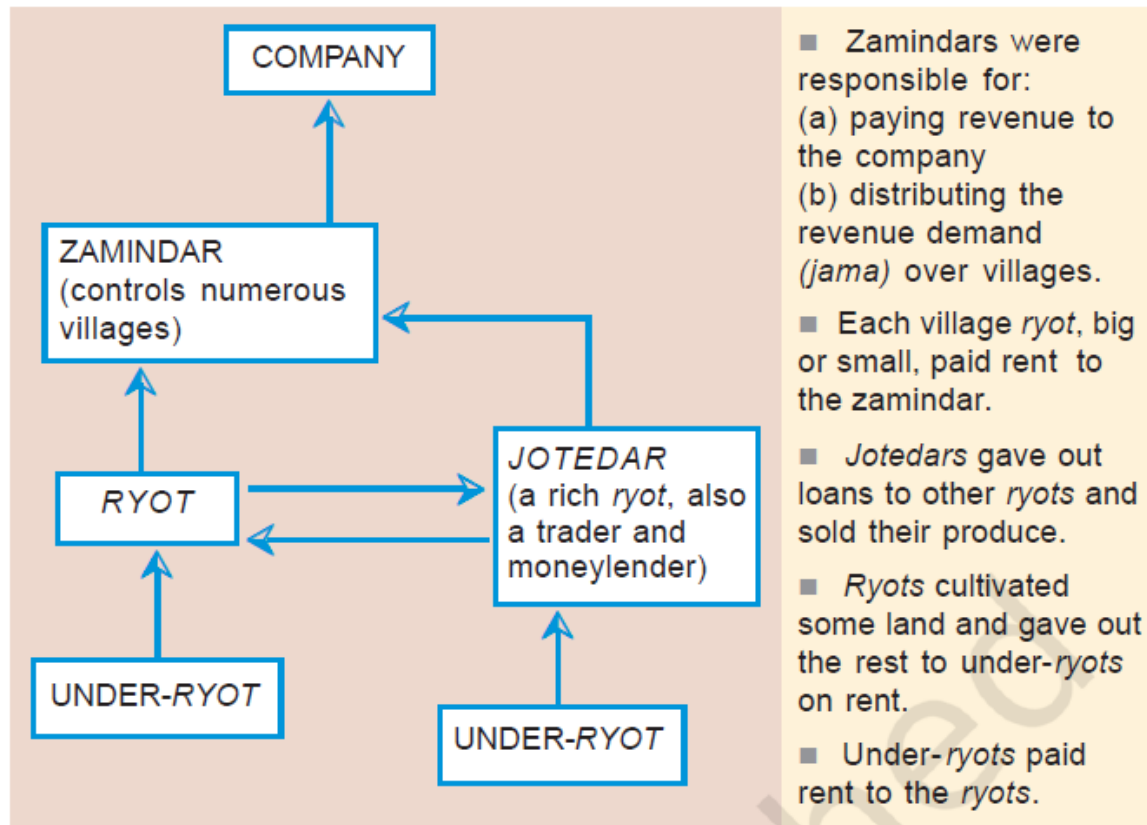 COMPANY
ZAMINDAR
(controls numerous
villages)
RYOT
JOTEDAR
(a rich ryot, also
a trader and
moneylender)
UNDER-RYOT
UNDER-RYOT
■ Zamindars were
responsible for:
(a) paying revenue to
the company
(b) distributing the
revenue demand
(jama) over villages.
■ Each village ryot, big
or small, paid rent to
the zamindar.
■ Jotedars gave out
loans to other ryots and
sold their produce.
■ Ryots cultivated
some land and gave out
the rest to under-ryots
on rent.
■ Under-ryots paid
rent to the ryots.